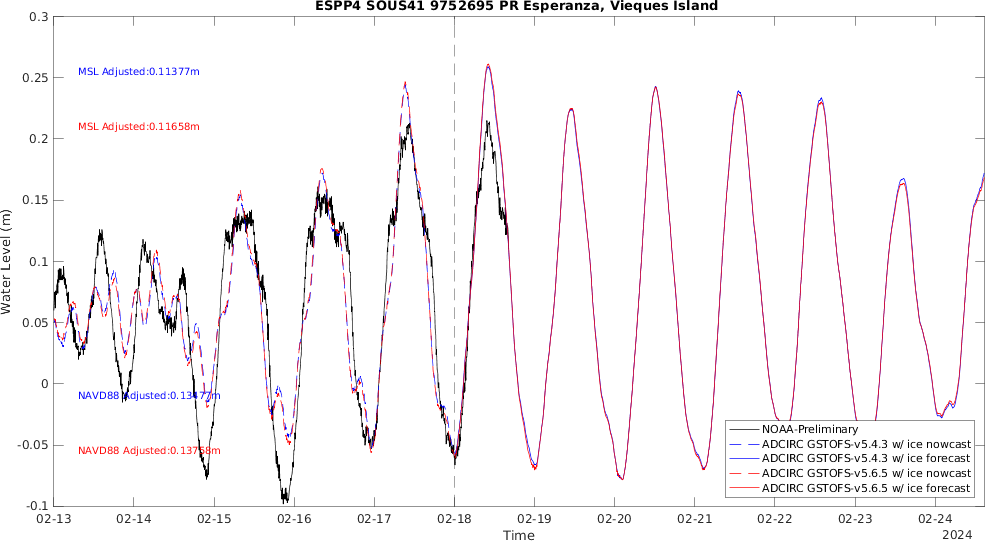 ESPP4 SOUS41 9752695 PR Esperanza, Vieques Island
0.3
0.25
0.2
0.15
0.1
0.05
0
-0.05
-0.1
Water Level (m)
MSL Adjusted:0.11377m
MSL Adjusted:0.11658m
NAVD88 Adjusted:0.13477m
NAVD88 Adjusted:0.13758m
NOAA-Preliminary
ADCIRC GSTOFS-v5.4.3 w/ ice nowcast
ADCIRC GSTOFS-v5.4.3 w/ ice forecast
ADCIRC GSTOFS-v5.6.5 w/ ice nowcast
ADCIRC GSTOFS-v5.6.5 w/ ice forecast
02-13 02-14 02-15 02-16 02-17 02-18 02-19 02-20 02-21 02-22 02-23 02-24
Time
2024